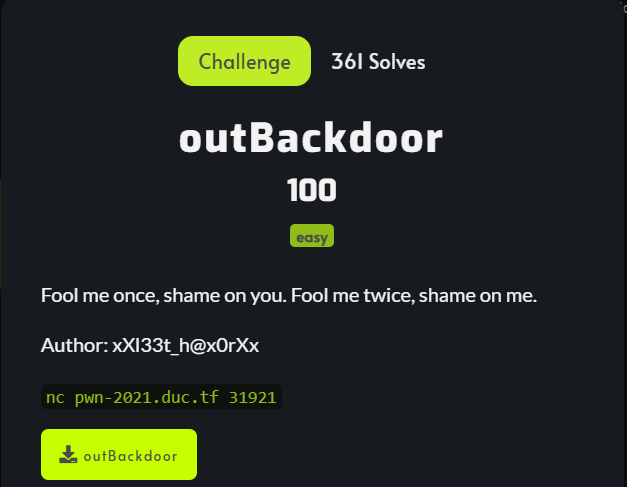 Challenge 361 Solves
outBackdoor
100
easy
Fool me once, shame on you. Fool me twice, shame on me.
Author: xXl33t_h@x0rXx
nc pwn-2021.duc.tf 31921
outBackdoor